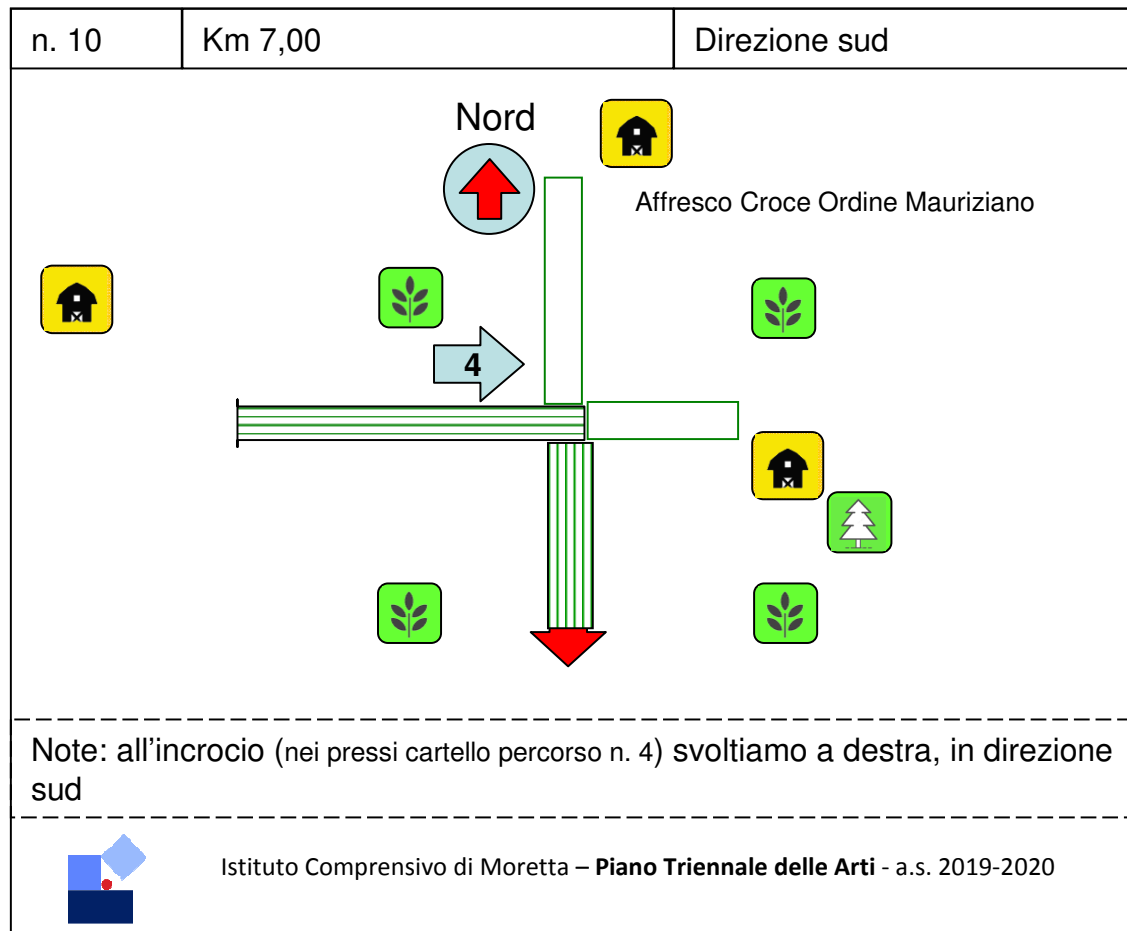 n. 10
Km 7,00
Direzione sud
Nord
Affresco Croce Ordine Mauriziano
4
Note: all’incrocio (nei pressi cartello percorso n. 4) svoltiamo a destra, in direzione
sud
Istituto Comprensivo di Moretta – Piano Triennale delle Arti - a.s. 2019-2020